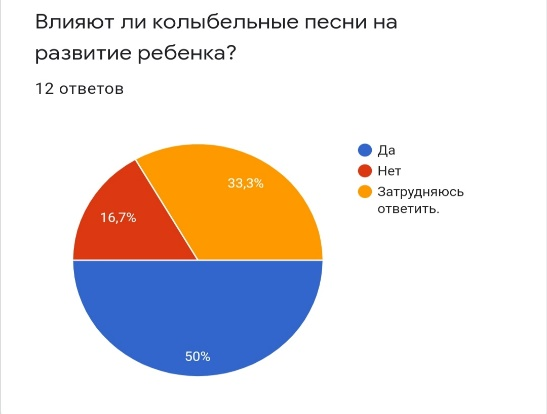 Влияют ли колыбельные песни на
развитие ребенка?
12 ответов
Да
Нет
Затрудняюсь
ответить.
33,3%
16,7%
50%